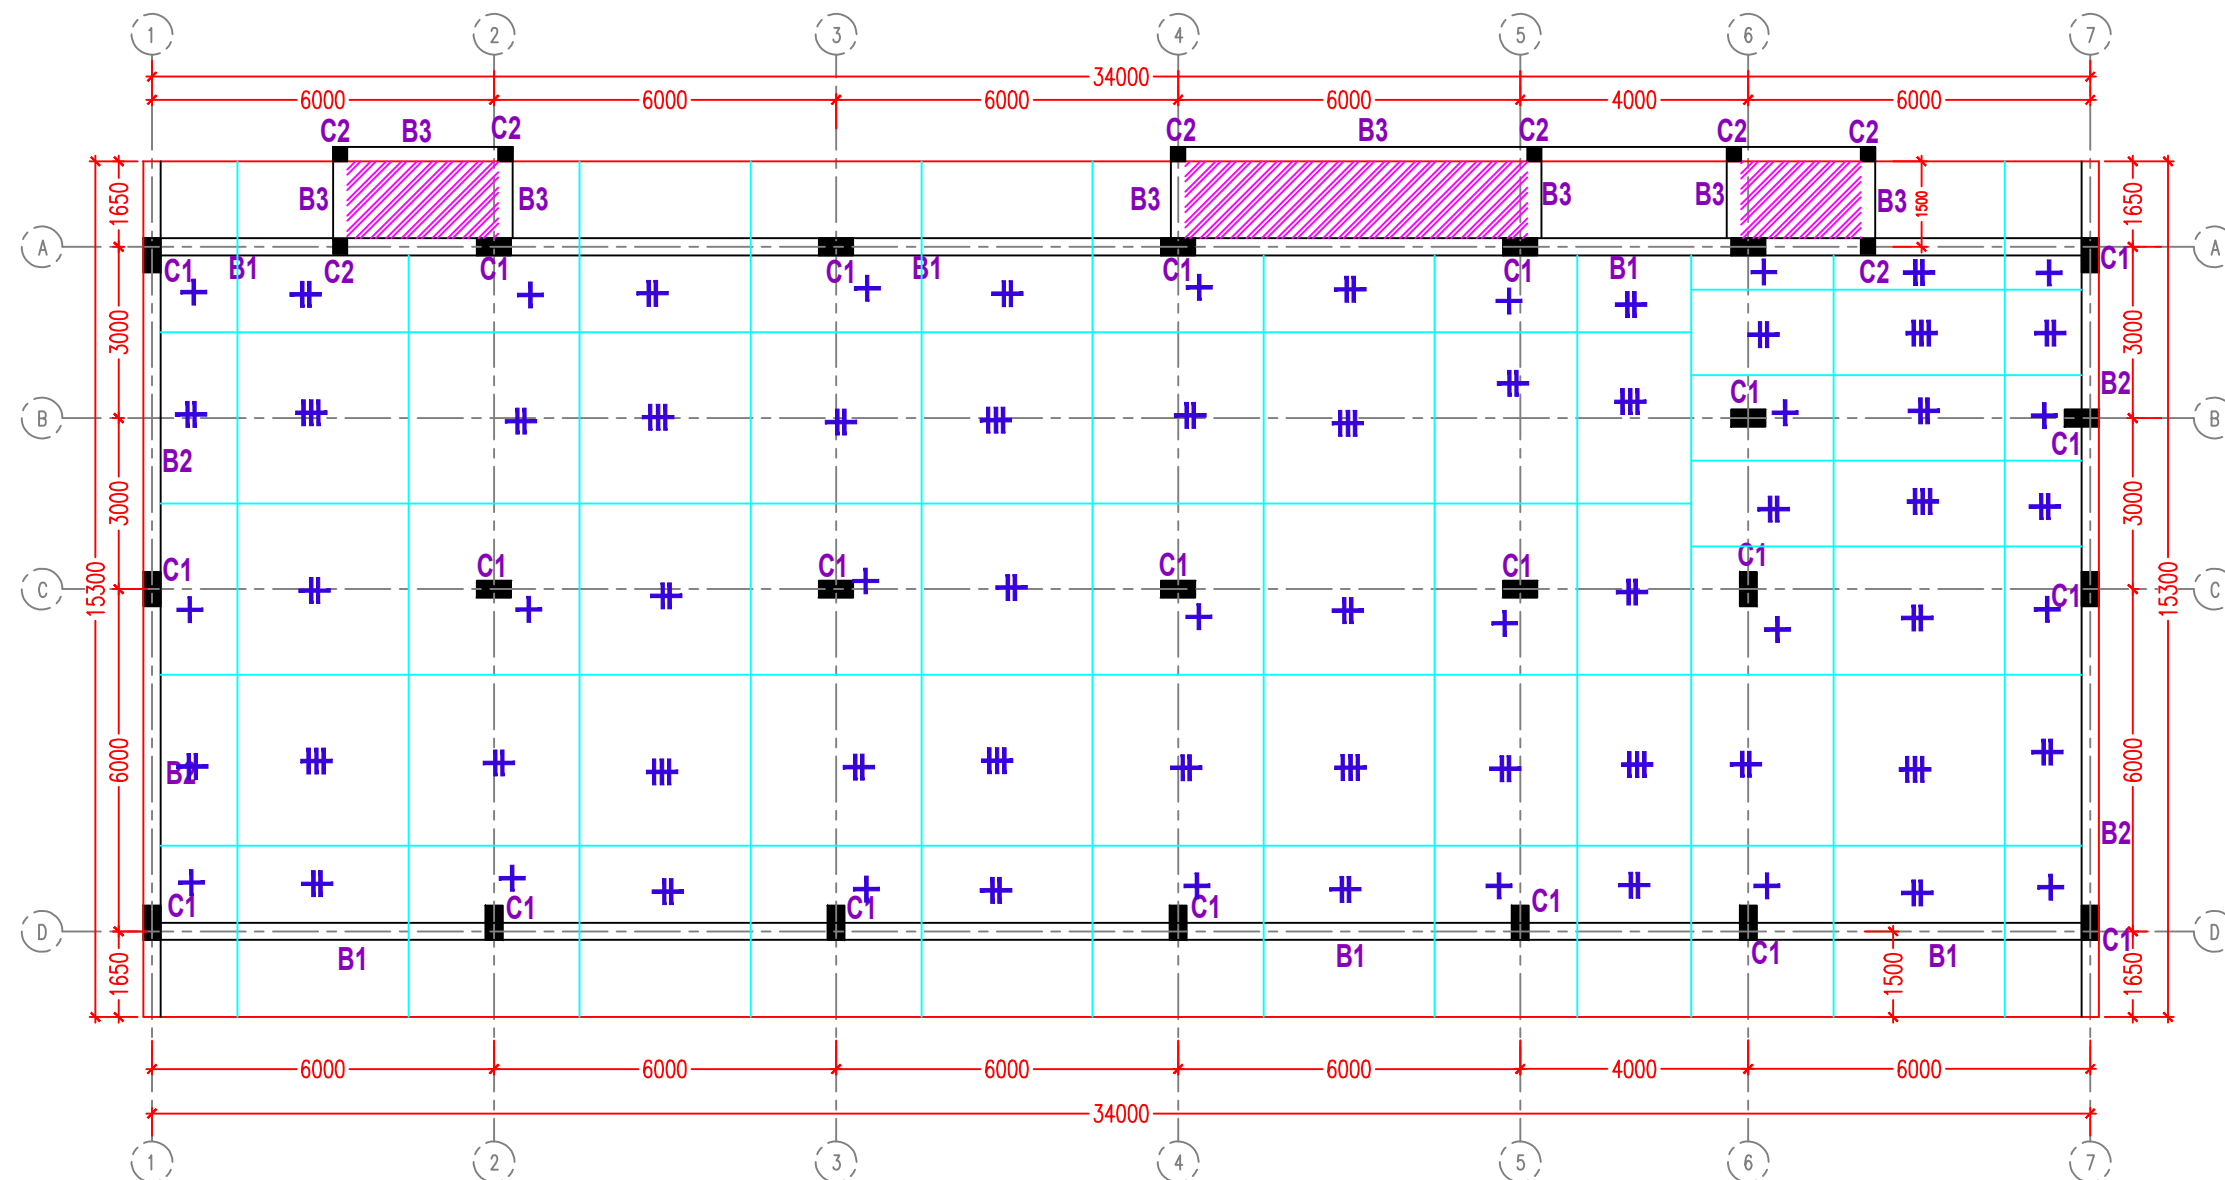 1 2 3 4 5 6 7
34000
6000 6000 6000 6000 4000 6000
C2 B3 C2 C2 B3 C2 C2 C2
1650 B3 B3 B3 B3 B3 B3 1500 1650
A A
C1 B1 C2 C1 C1 B1 C1 C1 B1 C2 C1
3000 3000
C1 B2
B B
B2 C1
3000 3000
C1 C1 C1 C1 C1 C1 C1
C C
15300 15300
6000 B2 6000
B2
C1 C1 C1 C1 C1
D D
B1 B1 C1 B1 C1
1650 1500 1650
6000 6000 6000 6000 4000 6000
34000
1 2 3 4 5 6 7